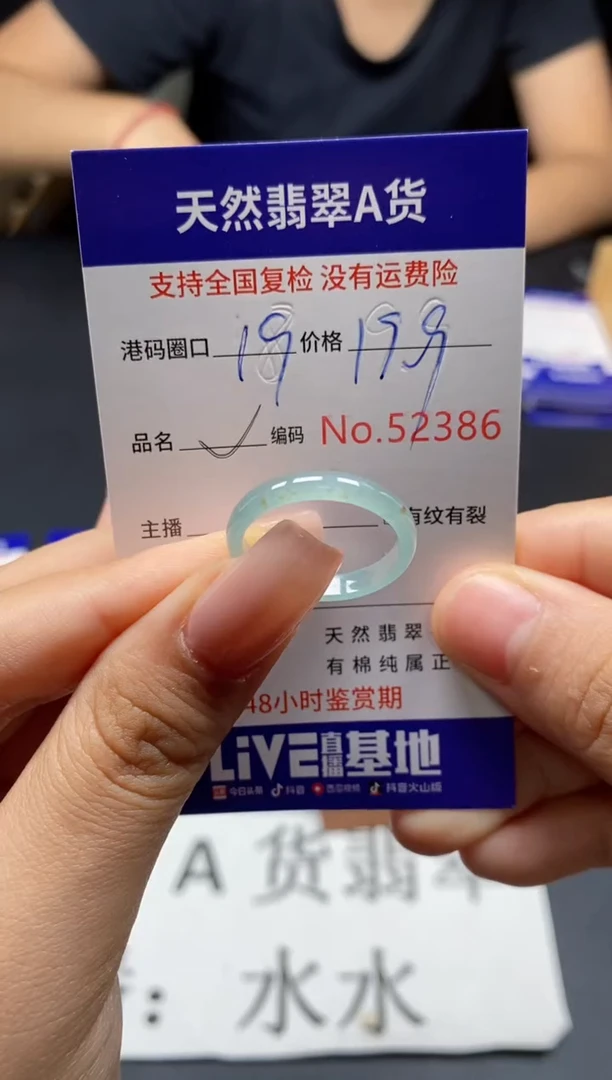 天然翡翠A货
支持全国复检 没有运费险
港码圈口 19 价格 199
品名 编码 No.52386
主播 有纹有裂
天然翡翠
有棉纯属正
48小时鉴赏期
LiVE直播基地
今日头条 抖音 西瓜视频 抖音火山版
A货翡翠
：水水